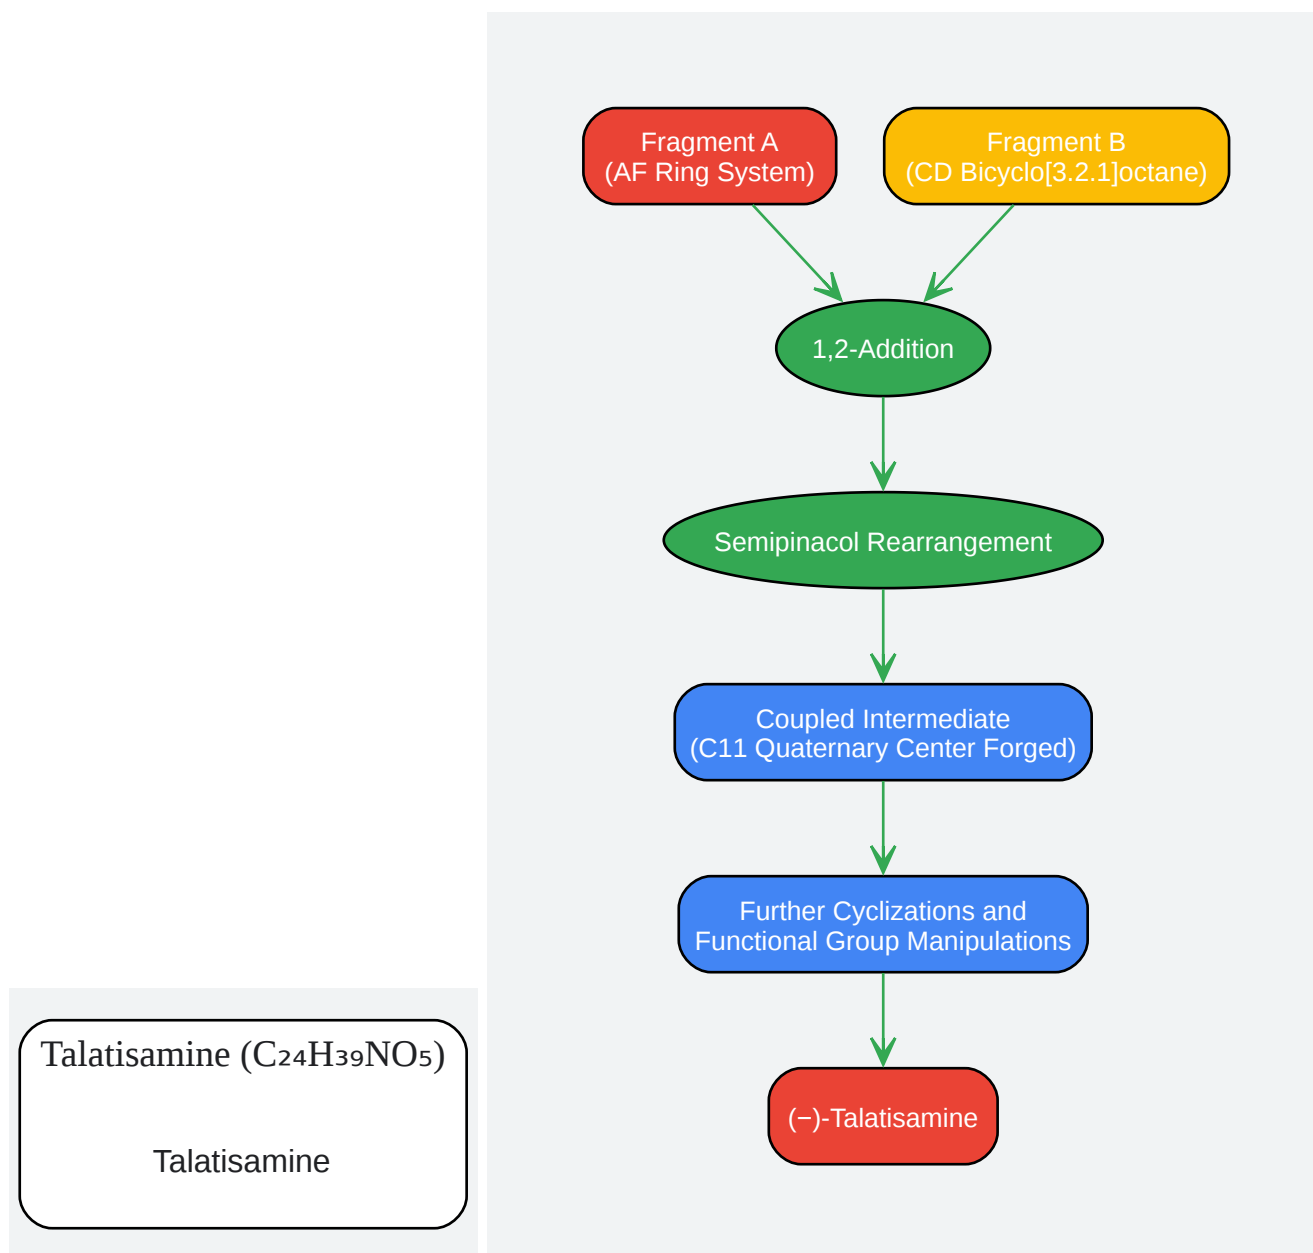 Fragment A
(AF Ring System)
Fragment B
(CD Bicyclo[3.2.1]octane)
1,2-Addition
Semipinacol Rearrangement
Coupled Intermediate
(C11 Quaternary Center Forged)
Further Cyclizations and
Functional Group Manipulations
(−)-Talatisamine
Talatisamine (C₂₄H₃₉NO₅)
Talatisamine